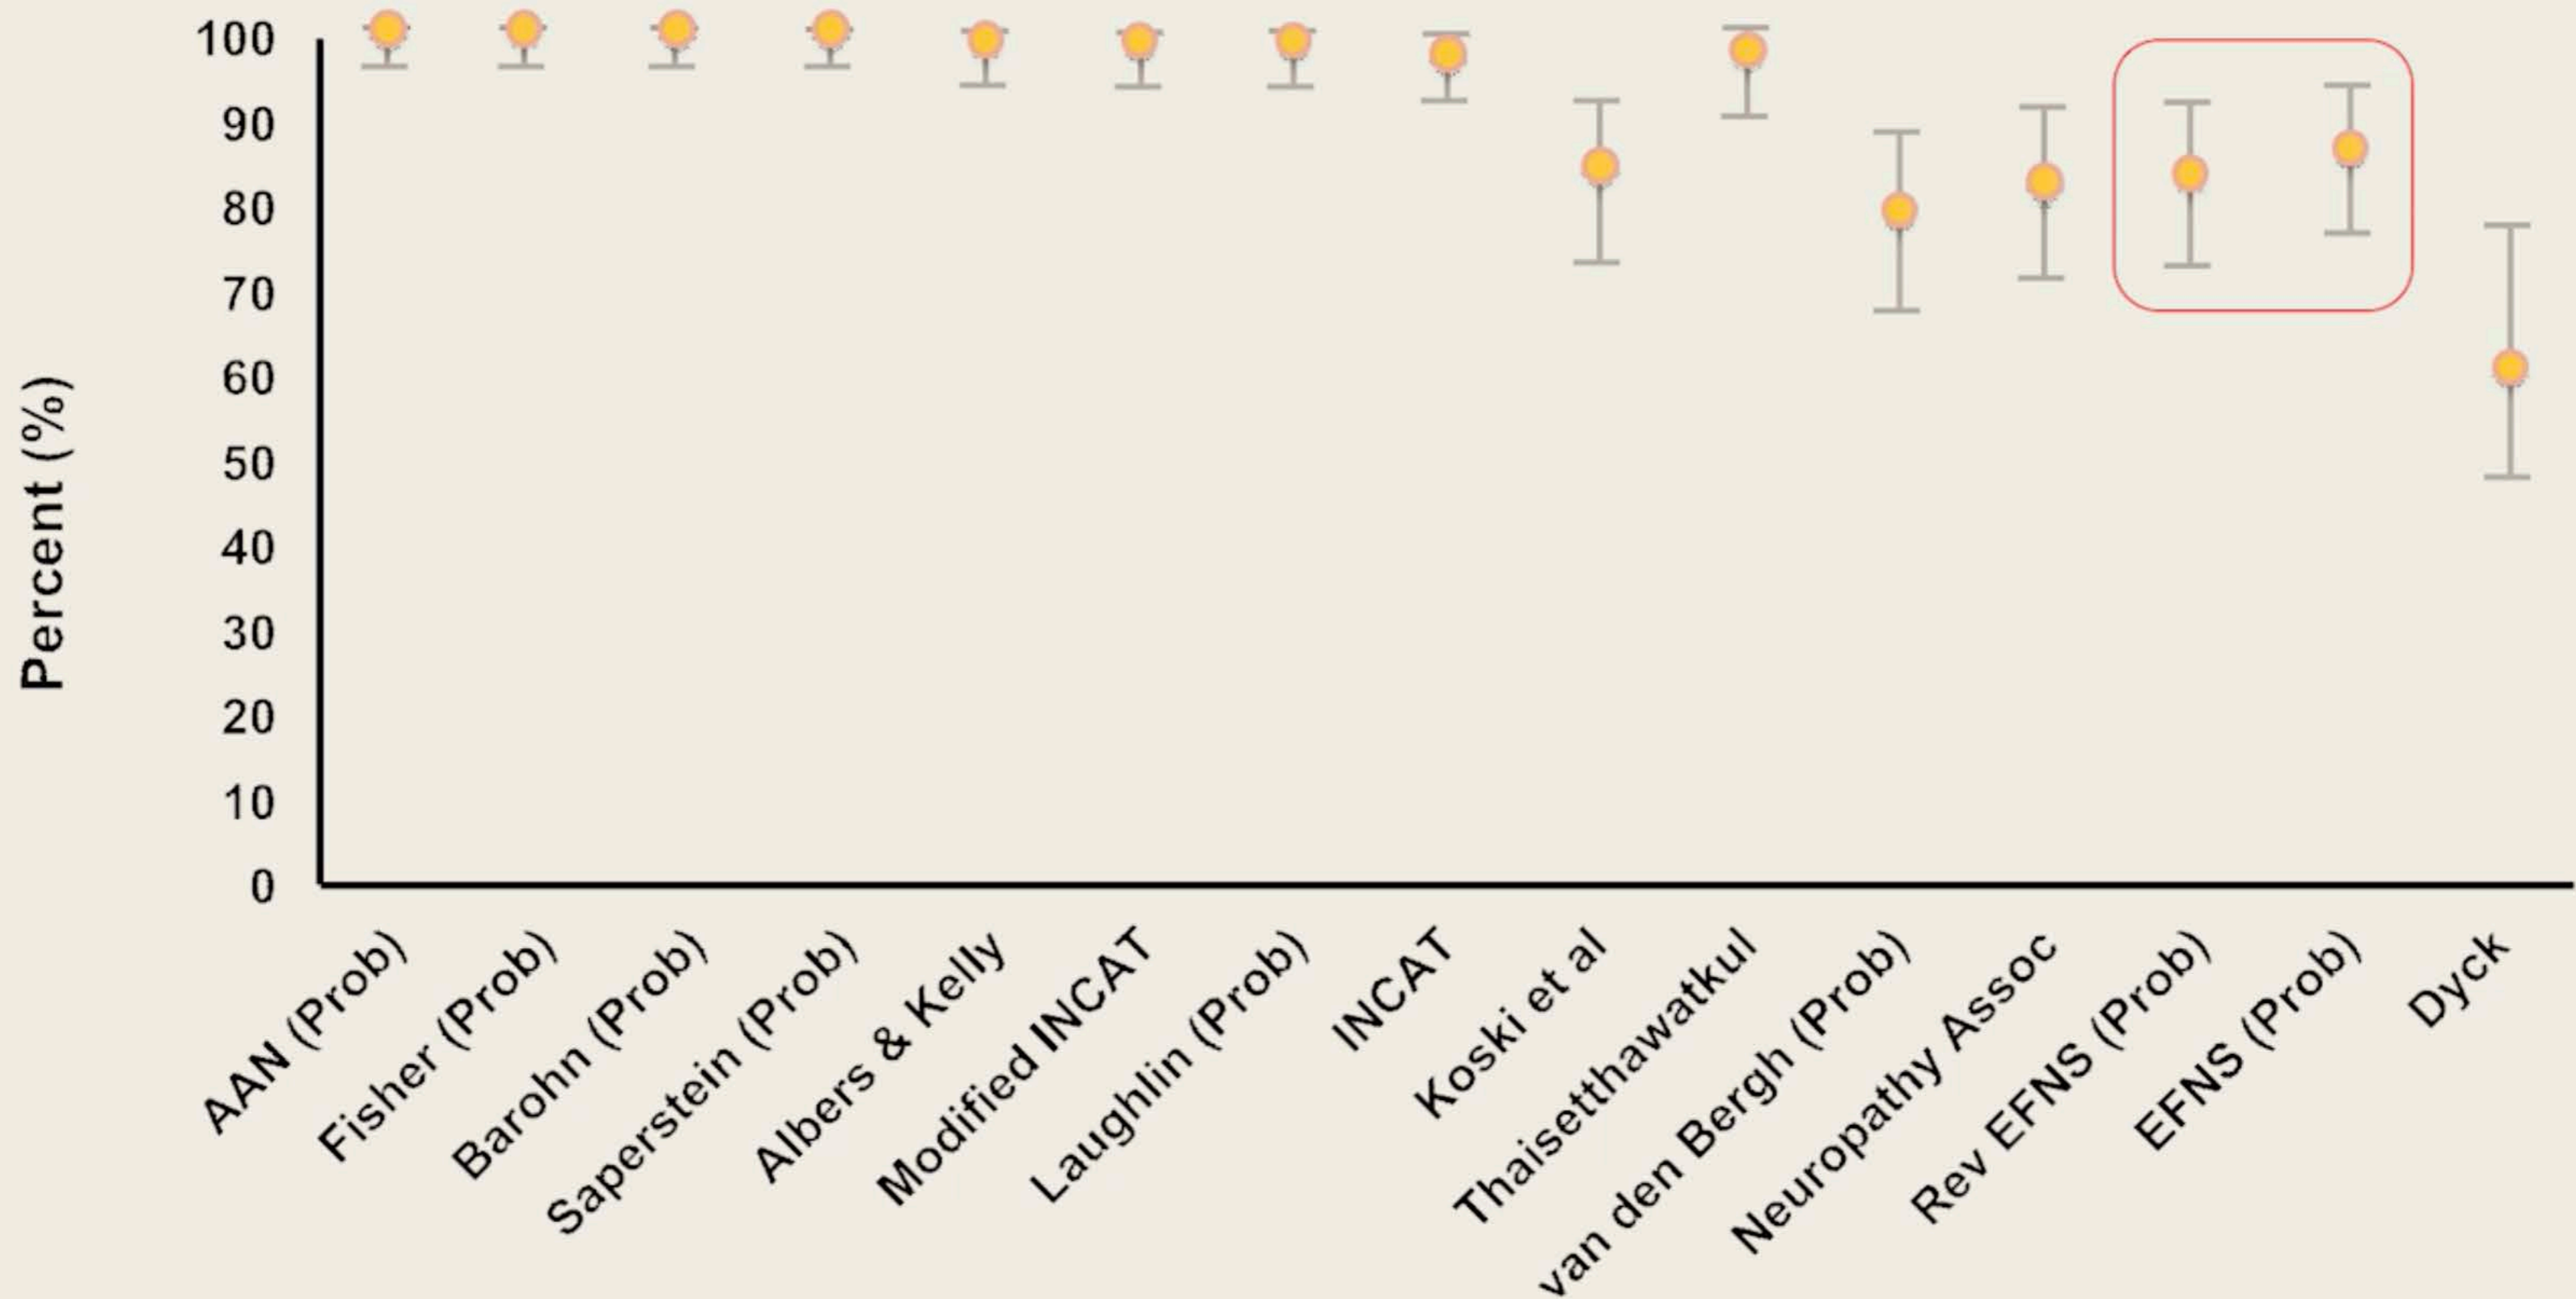 Percent (%)
100
90
80
70
60
50
40
30
20
10
0
AAN (Prob)
Fisher (Prob)
Barohn (Prob)
Saperstein (Prob)
Albers & Kelly
Modified INCAT
Laughlin (Prob)
INCAT
Koski et al
Thaisetthawatkul
van den Bergh (Prob)
Neuropathy Assoc
Rev EFNS (Prob)
EFNS (Prob)
Dyck